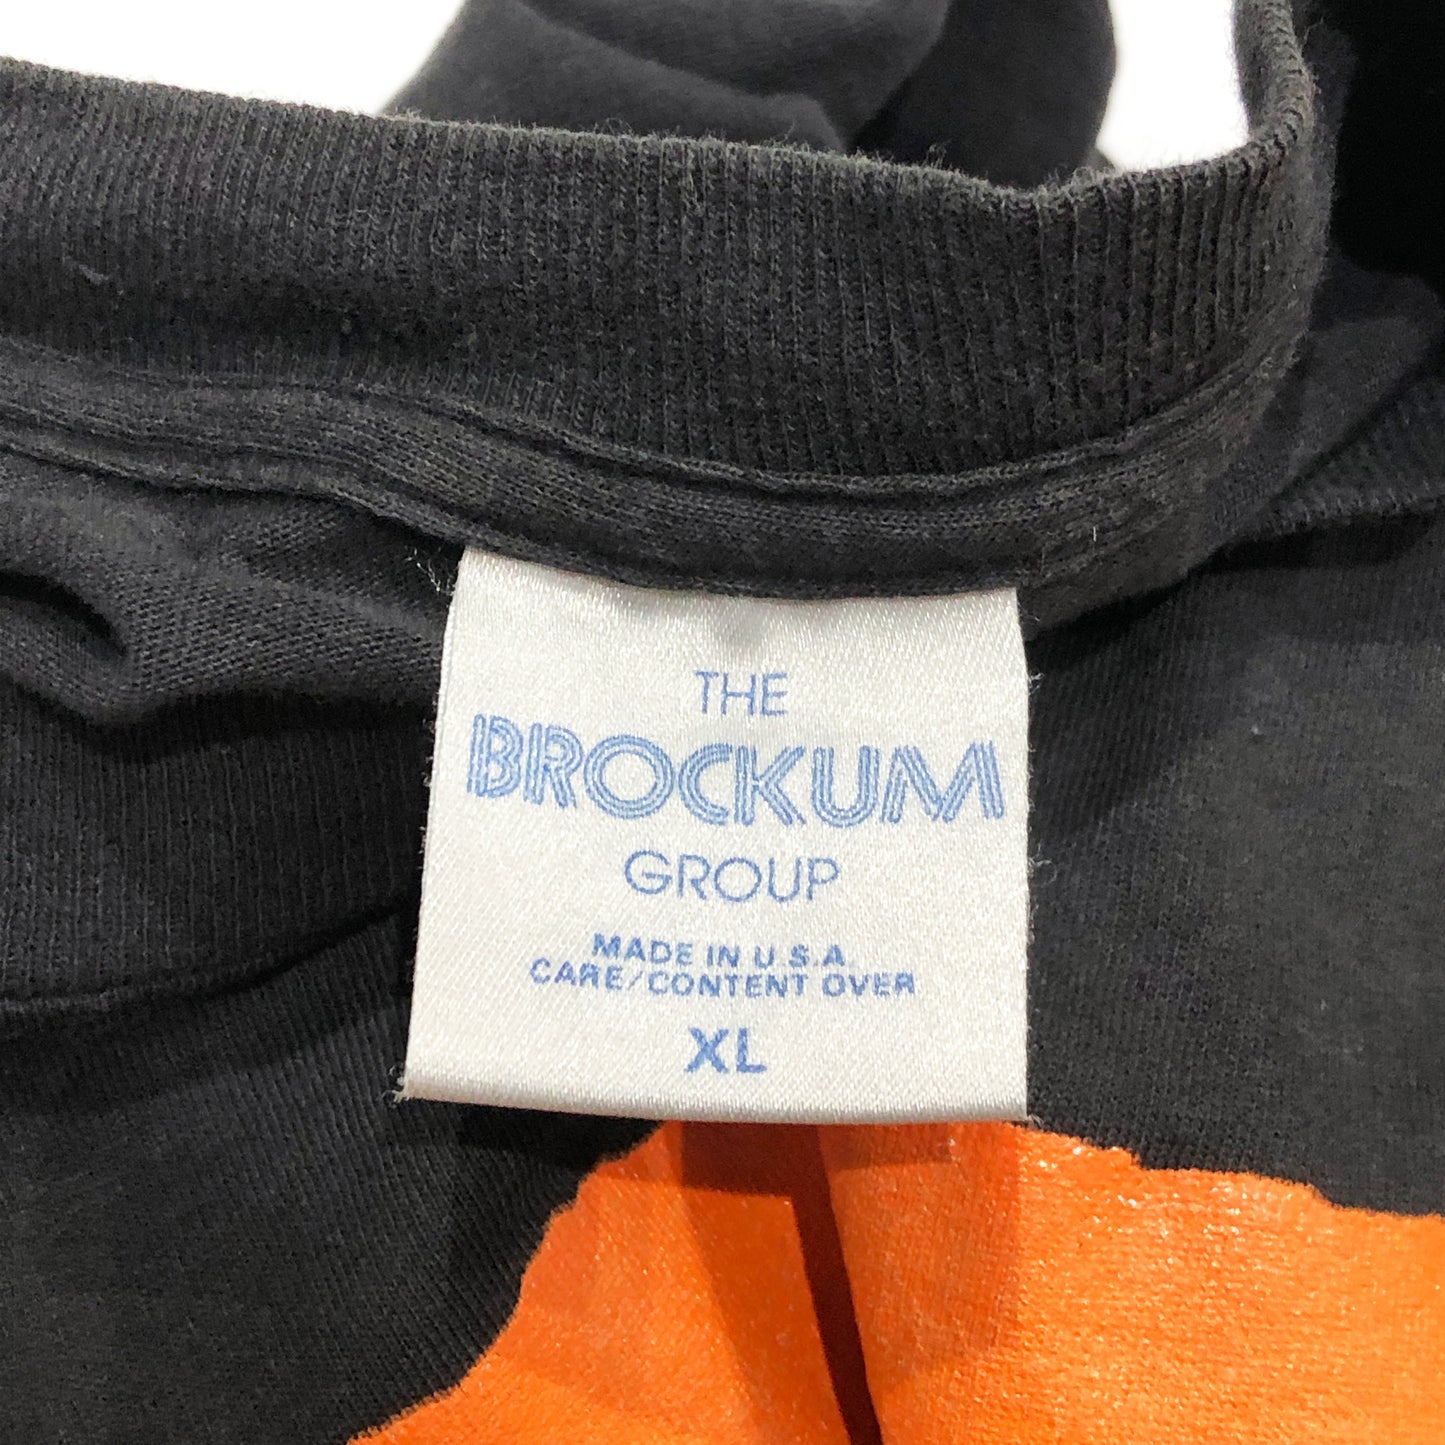 THE
BROCKUM
GROUP
MADE IN U.S.A.
CARE/CONTENT OVER
XL